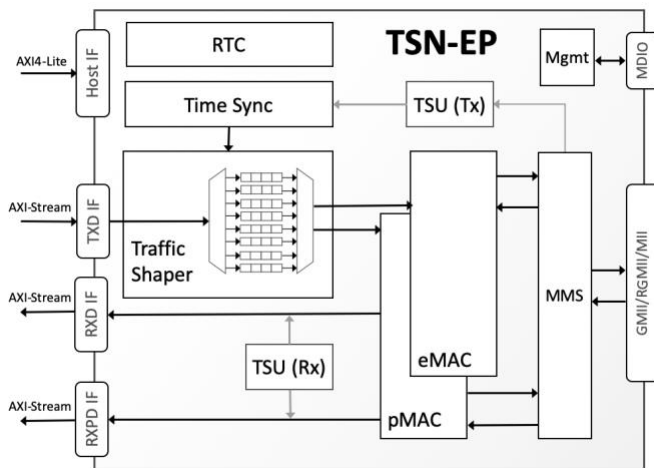 RTC
TSN-EP
AXI4-Lite
Host IF
Mgmt
MDIO
Time Sync
TSU (Tx)
AXI-Stream
TXD IF
Traffic
Shaper
AXI-Stream
RXD IF
MMS
GMII/RGMII/MII
TSU (Rx)
eMAC
AXI-Stream
RXPD IF
pMAC